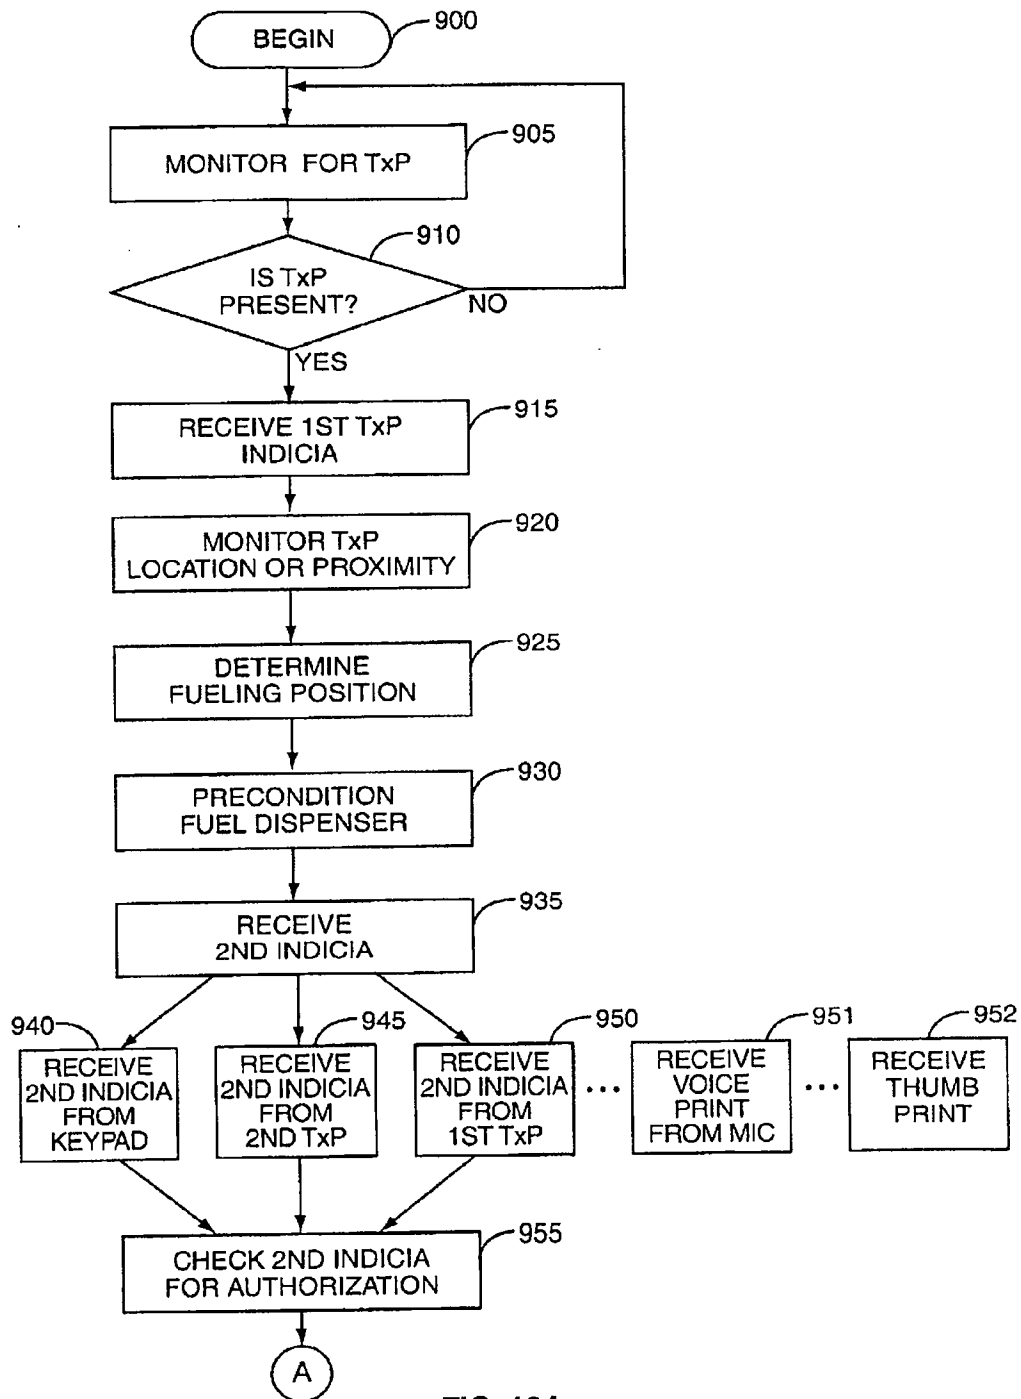 BEGIN
900
MONITOR FOR TxP
905
IS TxP
PRESENT?
910
NO
YES
RECEIVE 1ST TxP
INDICIA
915
MONITOR TxP
LOCATION OR PROXIMITY
920
DETERMINE
FUELING POSITION
925
PRECONDITION
FUEL DISPENSER
930
RECEIVE
2ND INDICIA
935
940
RECEIVE
2ND INDICIA
FROM
KEYPAD
945
RECEIVE
2ND INDICIA
FROM
2ND TxP
950
RECEIVE
2ND INDICIA
FROM
1ST TxP
...
951
RECEIVE
VOICE
PRINT
FROM MIC
...
952
RECEIVE
THUMB
PRINT
CHECK 2ND INDICIA
FOR AUTHORIZATION
955
A